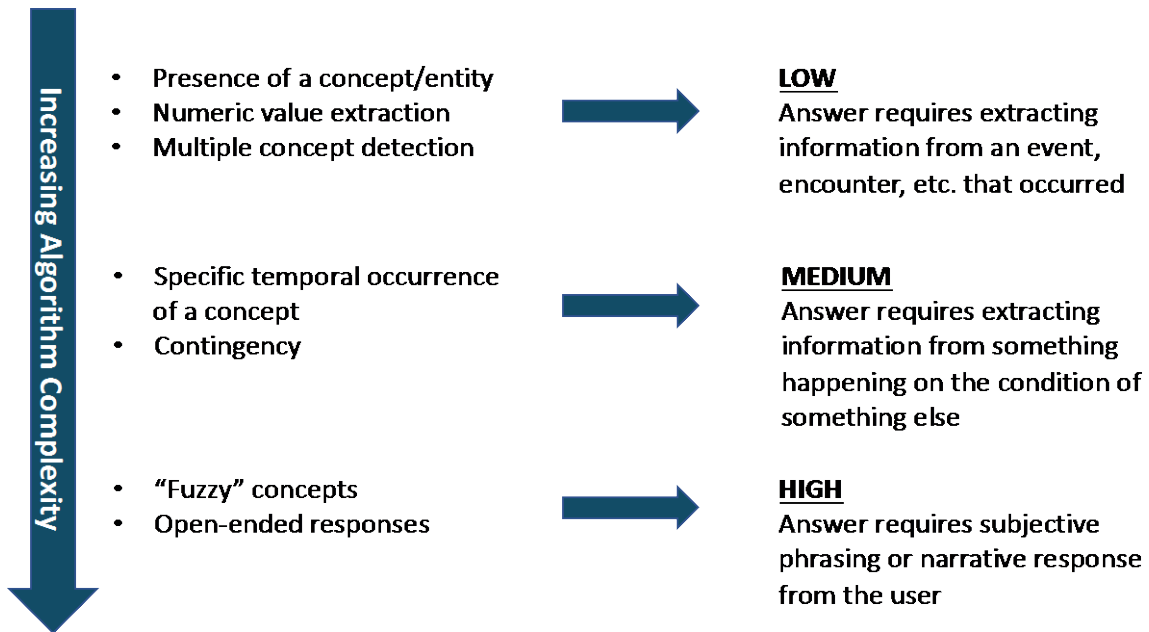 Increasing Algorithm Complexity
• Presence of a concept/entity
• Numeric value extraction
• Multiple concept detection
LOW
Answer requires extracting
information from an event,
encounter, etc. that occurred
• Specific temporal occurrence
of a concept
• Contingency
MEDIUM
Answer requires extracting
information from something
happening on the condition of
something else
• “Fuzzy” concepts
• Open-ended responses
HIGH
Answer requires subjective
phrasing or narrative response
from the user